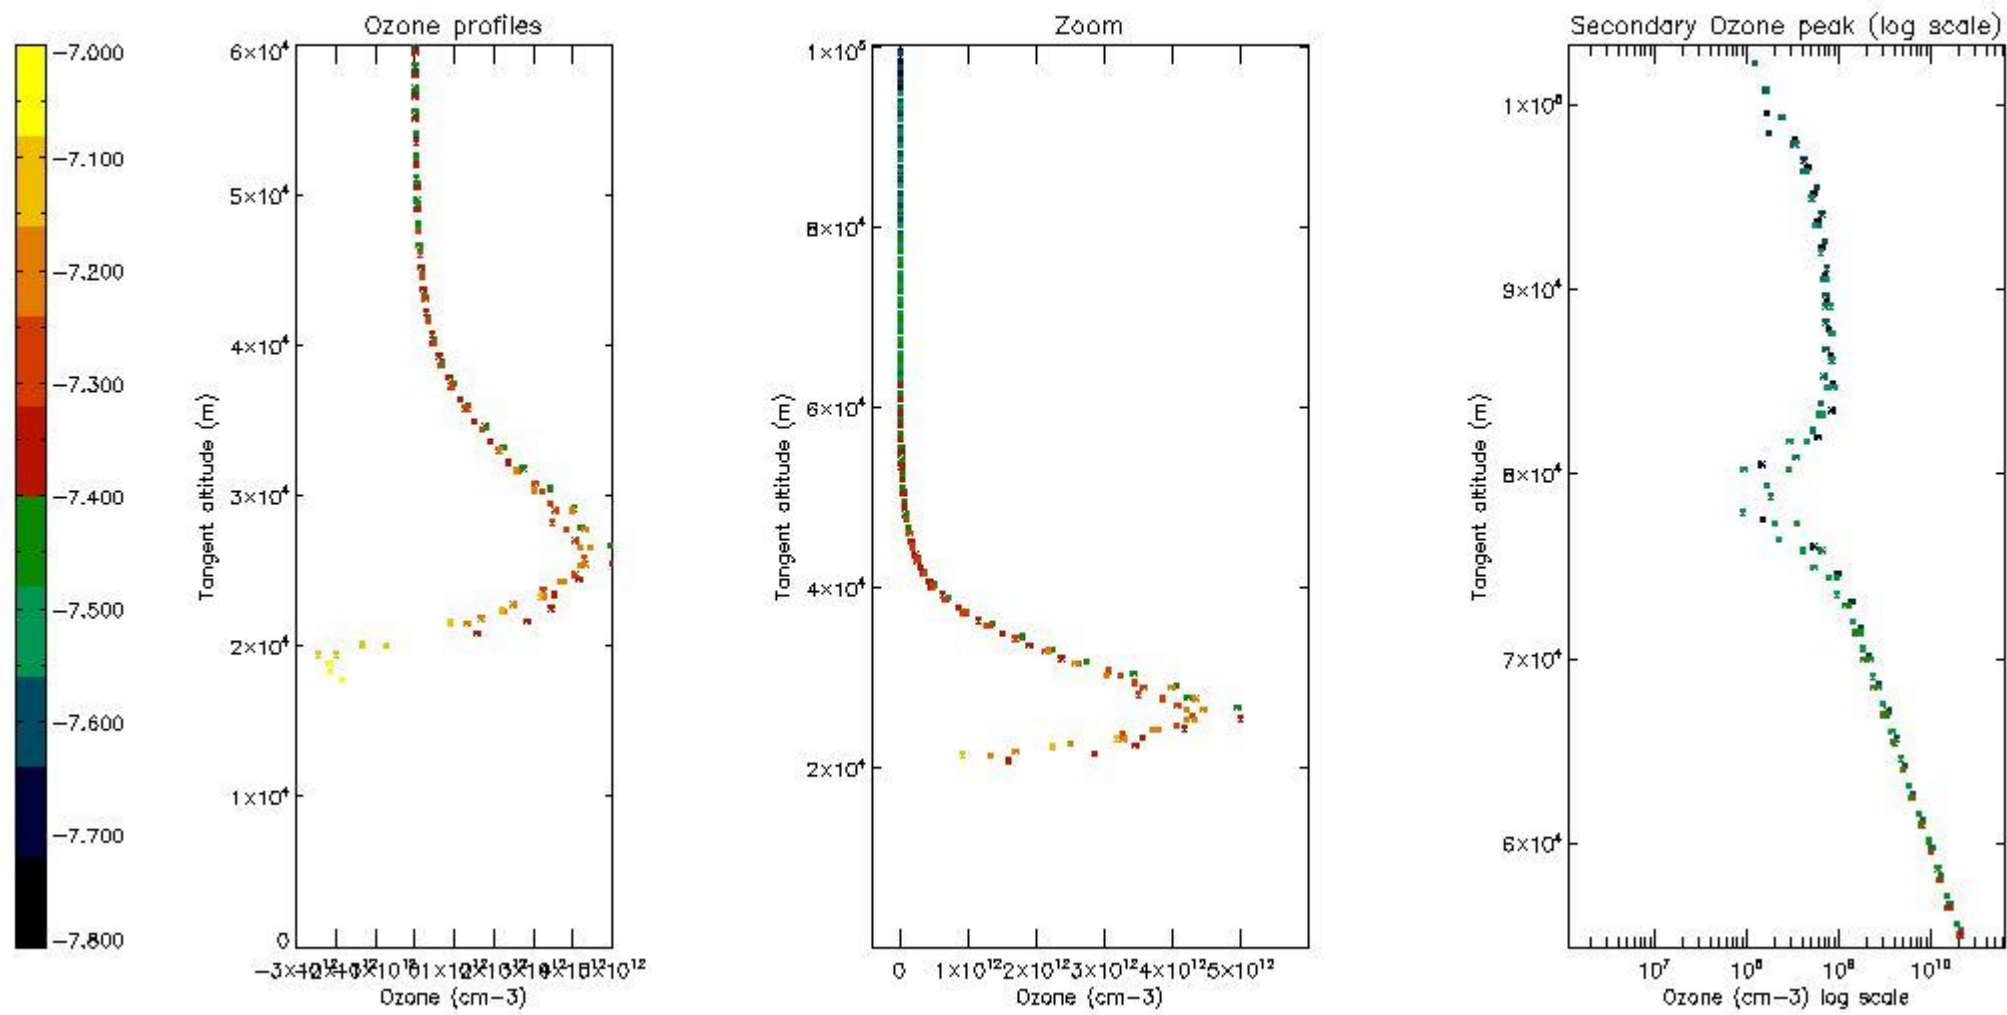 Ozone profiles
Zoom
Secondary Ozone peak (log scale)
−7.000
−7.100
−7.200
−7.300
−7.400
−7.500
−7.600
−7.700
−7.800
6×10⁴
5×10⁴
4×10⁴
3×10⁴
2×10⁴
1×10⁴
0
Tangent altitude (m)
Ozone (cm−3)
1×10⁵
8×10⁴
6×10⁴
4×10⁴
2×10⁴
Tangent altitude (m)
0 1×10¹² 2×10¹² 3×10¹² 4×10¹² 5×10¹²
Ozone (cm−3)
9×10⁴
8×10⁴
7×10⁴
6×10⁴
Tangent altitude (m)
10⁷ 10¹⁰
Ozone (cm−3) log scale